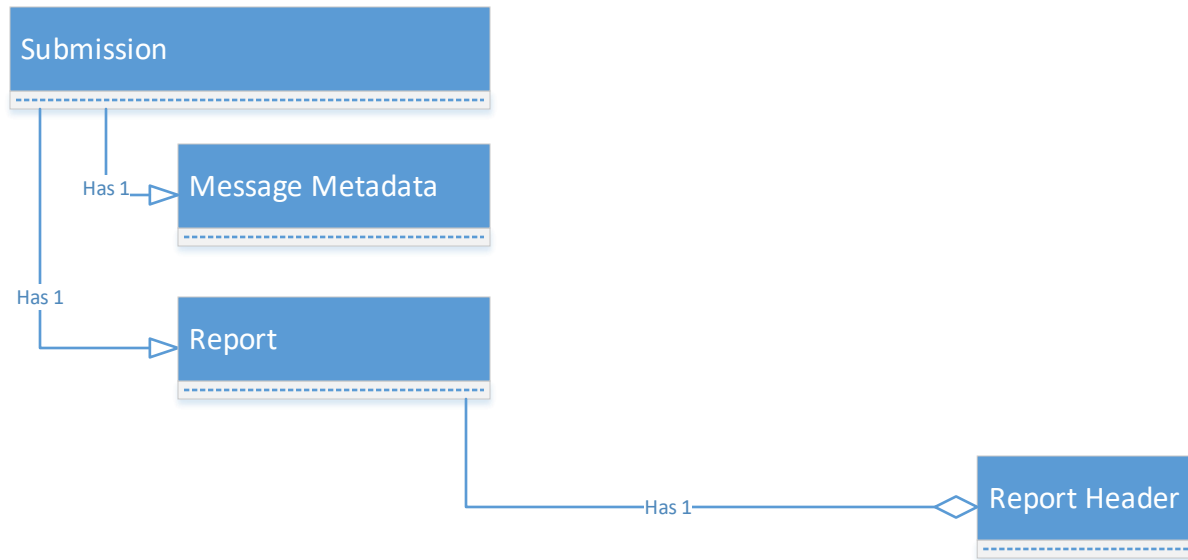 Submission
Has 1
Message Metadata
Has 1
Report
Has 1
Report Header